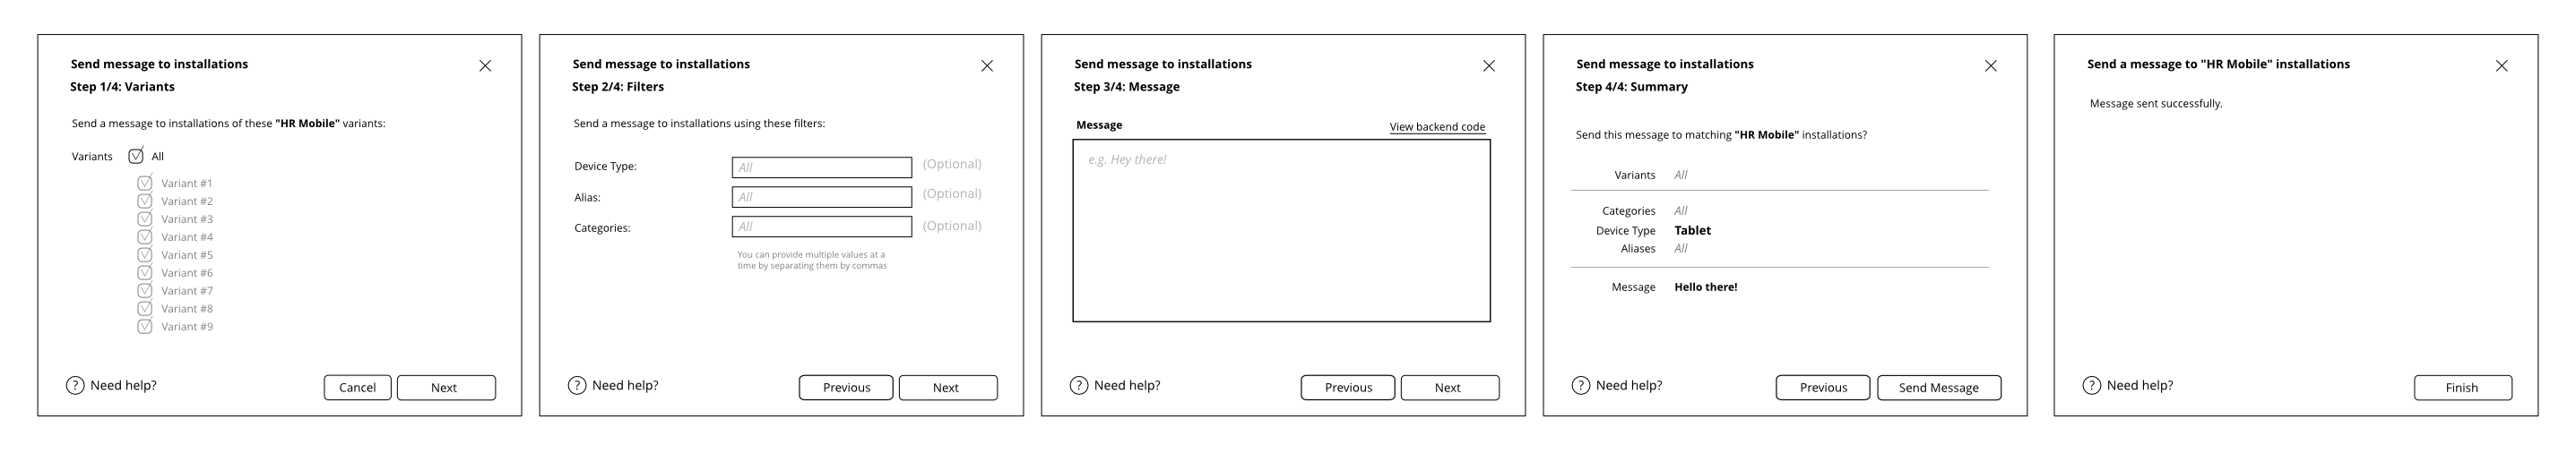 Send message to installations
Step 1/4: Variants
Send a message to installations of these "HR Mobile" variants:
Variants All
Variant #1
Variant #2
Variant #3
Variant #4
Variant #5
Variant #6
Variant #7
Variant #8
Variant #9
? Need help?
Cancel
Next
Send message to installations
Step 2/4: Filters
Send a message to installations using these filters:
Device Type: All (Optional)
Alias: All (Optional)
Categories: All (Optional)
You can provide multiple values at a
time by separating them by commas
? Need help?
Previous
Next
Send message to installations
Step 3/4: Message
Message
View backend code
e.g. Hey there!
? Need help?
Previous
Next
Send message to installations
Step 4/4: Summary
Send this message to matching "HR Mobile" installations?
Variants All
Categories All
Device Type Tablet
Aliases All
Message Hello there!
? Need help?
Previous
Send Message
Send a message to "HR Mobile" installations
Message sent successfully.
? Need help?
Finish